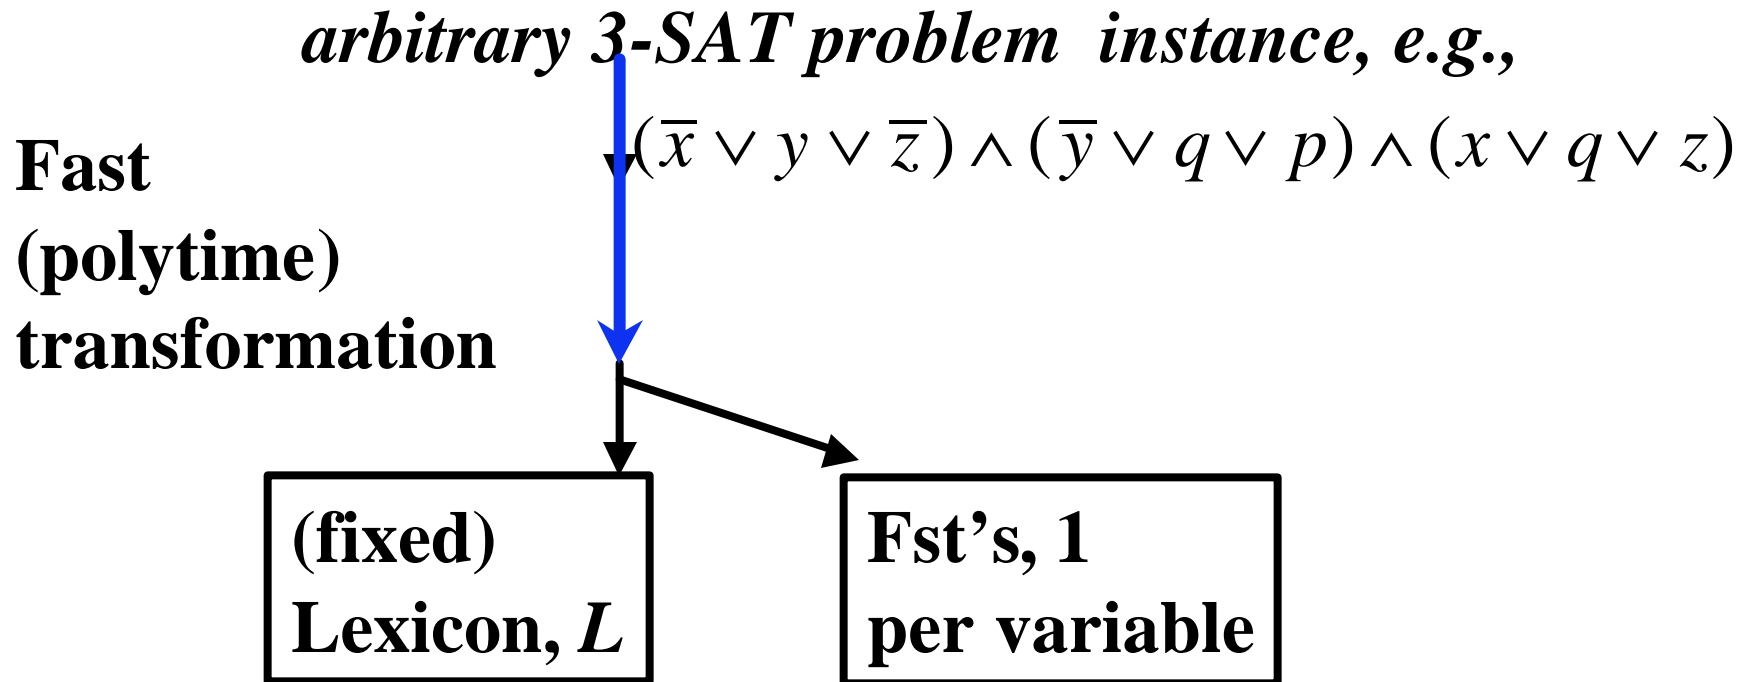 arbitrary 3-SAT problem instance, e.g.,
(x̅ ∨ y ∨ z̅) ∧ (y̅ ∨ q ∨ p) ∧ (x ∨ q ∨ z)
Fast
(polytime)
transformation
(fixed)
Lexicon, L
Fst’s, 1
per variable